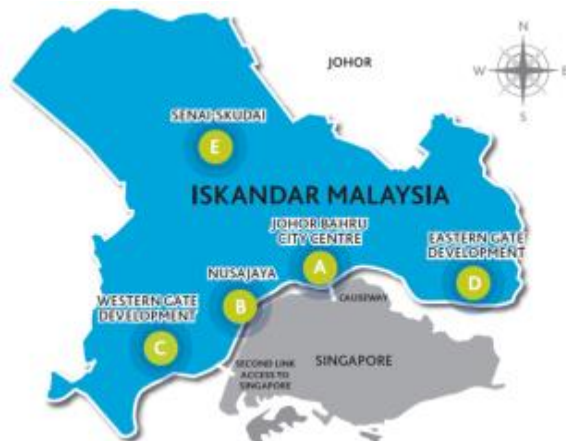 N
W
E
S
JOHOR
SENAI-SKUDAI
E
ISKANDAR MALAYSIA
JOHOR BAHRU
CITY CENTRE
A
EASTERN GATE
DEVELOPMENT
D
NUSAJAYA
B
CAUSEWAY
WESTERN GATE
DEVELOPMENT
C
SECOND LINK
ACCESS TO
SINGAPORE
SINGAPORE